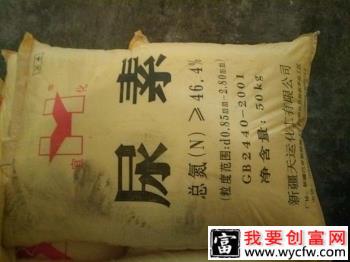 尿素
总氮(N)≥46.4%
(粒度范围:d0.85mm-2.80mm)
GB2440-2001
净含量:50kg
新疆天运化工有限公司
富
我要创富网
www.wycfw.com